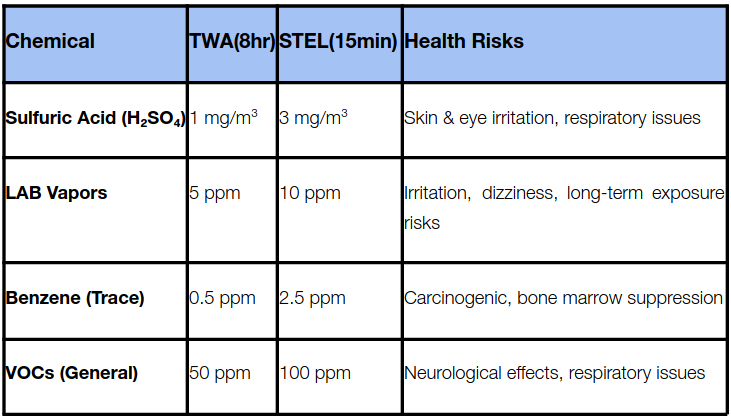 Chemical TWA(8hr) STEL(15min) Health Risks
Sulfuric Acid (H₂SO₄) 1 mg/m³ 3 mg/m³ Skin & eye irritation, respiratory issues
LAB Vapors 5 ppm 10 ppm Irritation, dizziness, long-term exposure
risks
Benzene (Trace) 0.5 ppm 2.5 ppm Carcinogenic, bone marrow suppression
VOCs (General) 50 ppm 100 ppm Neurological effects, respiratory issues